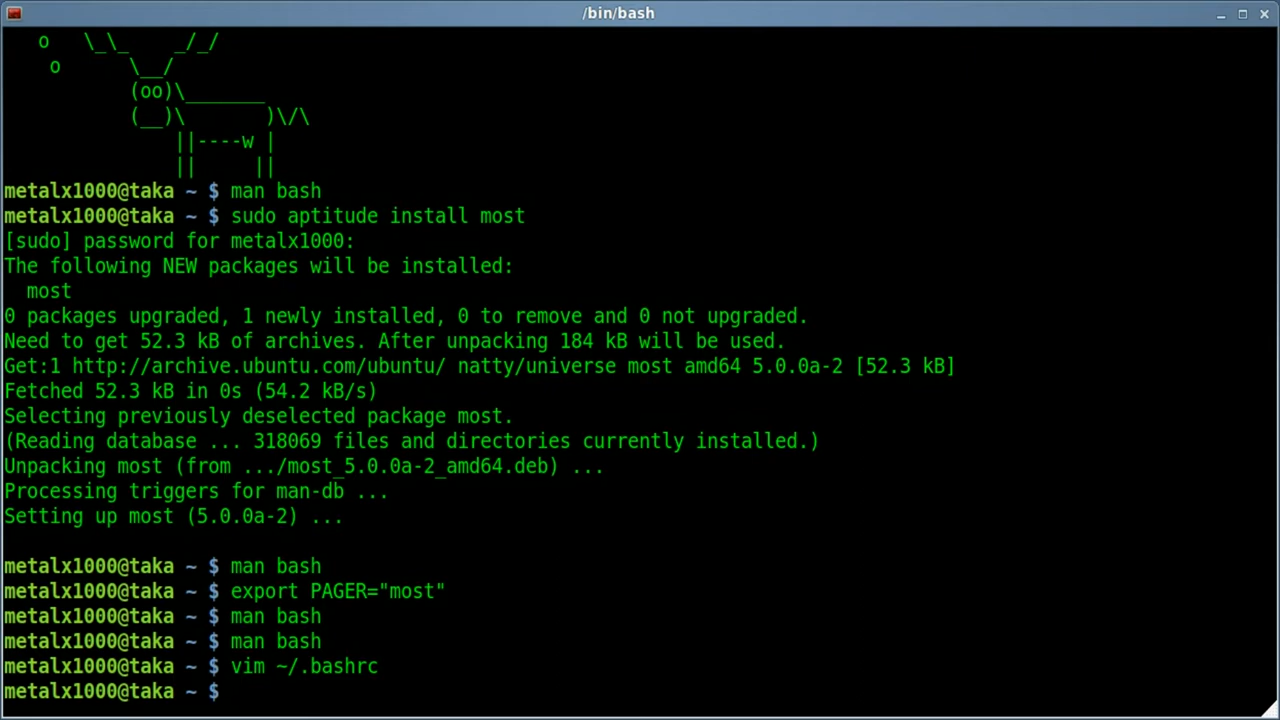 /bin/bash
   o   \_\_    _/_/
    o      \__/
           (oo)\_______
           (__)\       )\/\
               ||----w |
               ||     ||
metalx1000@taka ~ $ man bash
metalx1000@taka ~ $ sudo aptitude install most
[sudo] password for metalx1000:
The following NEW packages will be installed:
  most
0 packages upgraded, 1 newly installed, 0 to remove and 0 not upgraded.
Need to get 52.3 kB of archives. After unpacking 184 kB will be used.
Get:1 http://archive.ubuntu.com/ubuntu/ natty/universe most amd64 5.0.0a-2 [52.3 kB]
Fetched 52.3 kB in 0s (54.2 kB/s)
Selecting previously deselected package most.
(Reading database ... 318069 files and directories currently installed.)
Unpacking most (from .../most_5.0.0a-2_amd64.deb) ...
Processing triggers for man-db ...
Setting up most (5.0.0a-2) ...
metalx1000@taka ~ $ man bash
metalx1000@taka ~ $ export PAGER="most"
metalx1000@taka ~ $ man bash
metalx1000@taka ~ $ man bash
metalx1000@taka ~ $ vim ~/.bashrc
metalx1000@taka ~ $